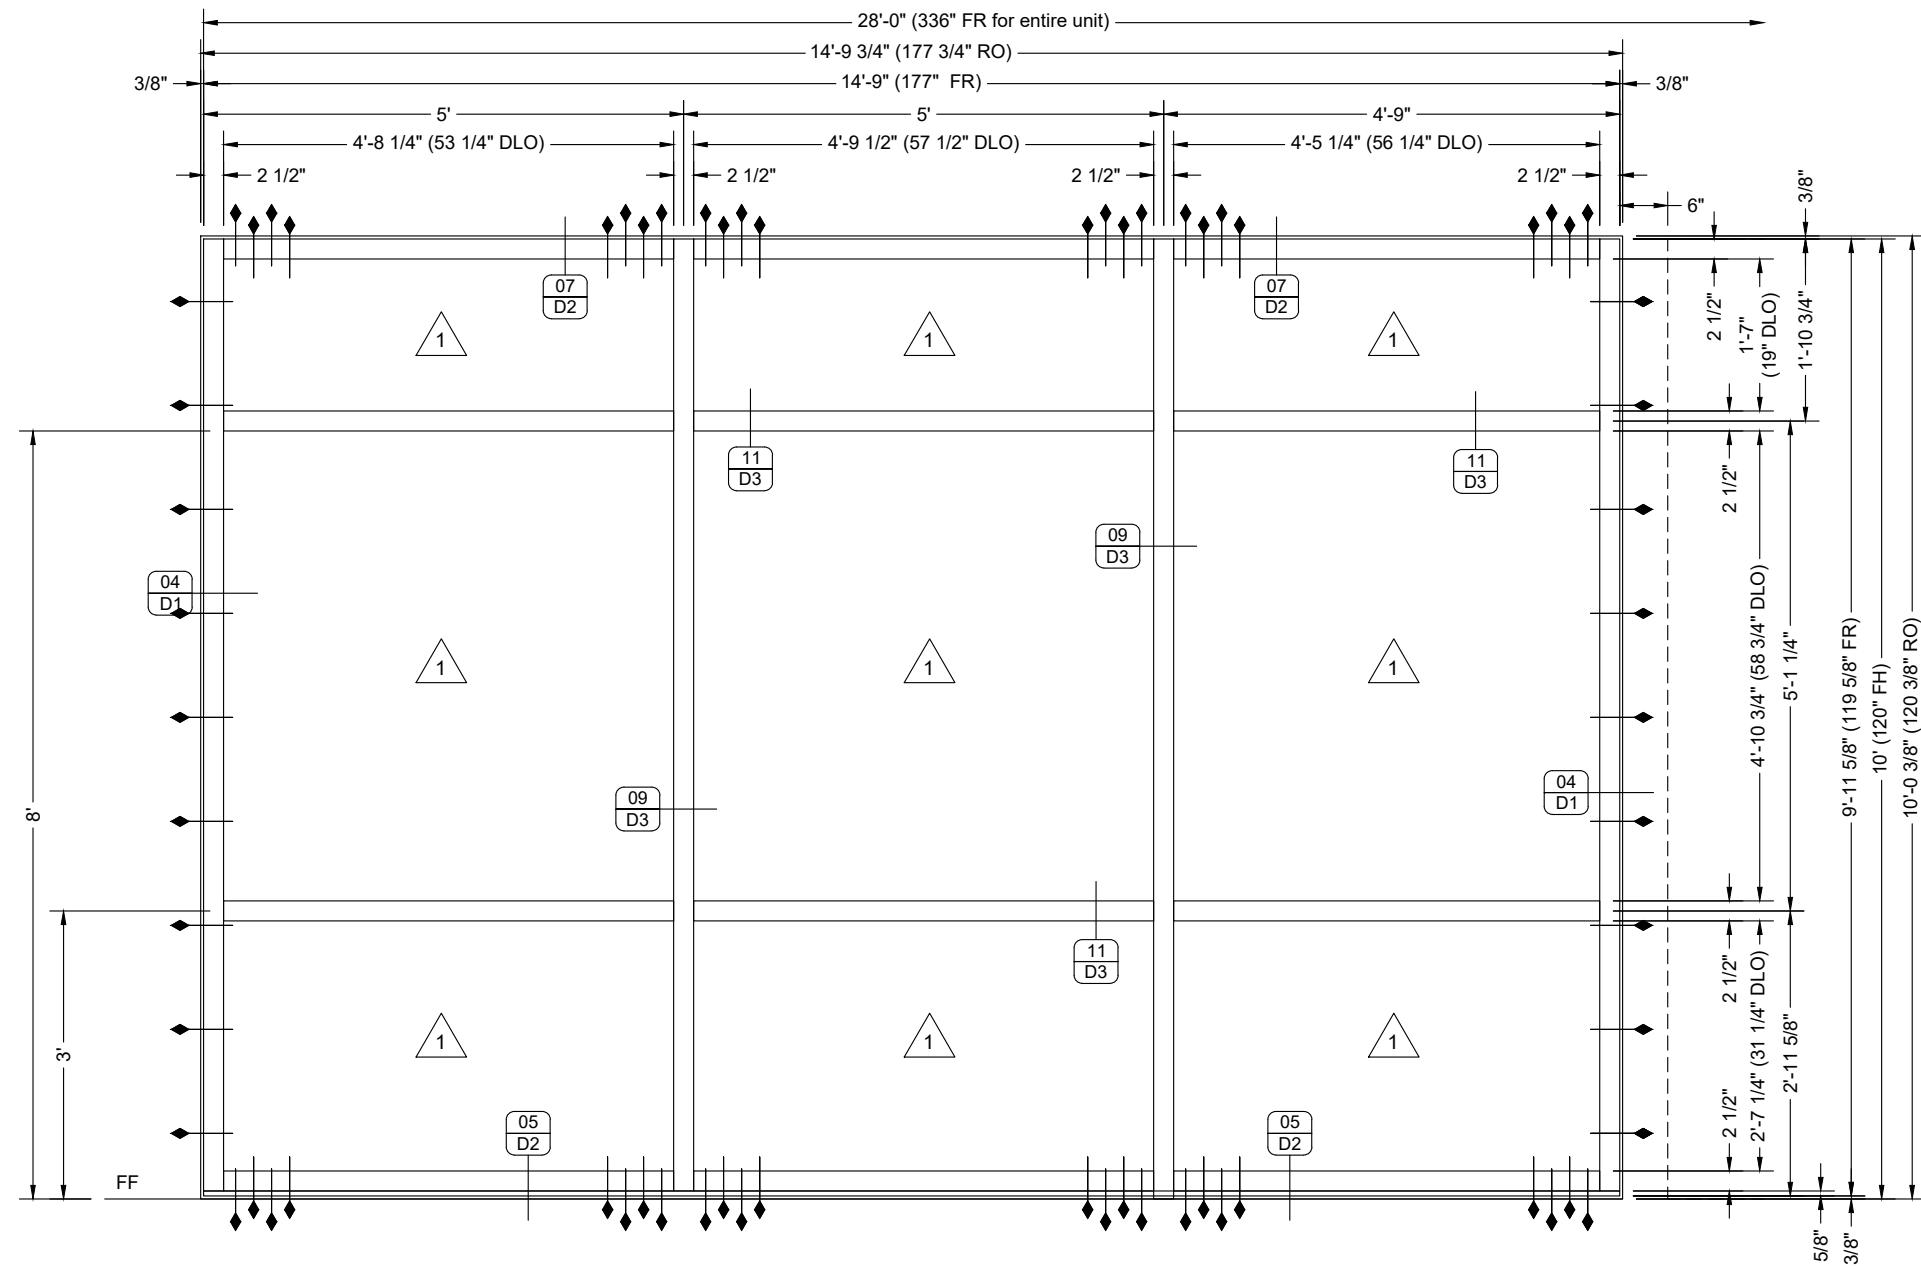 28'-0" (336" FR for entire unit)
14'-9 3/4" (177 3/4" RO)
3/8" 14'-9" (177" FR) 3/8"
5' 5' 4'-9"
4'-8 1/4" (53 1/4" DLO) 4'-9 1/2" (57 1/2" DLO) 4'-5 1/4" (56 1/4" DLO)
2 1/2" 2 1/2" 2 1/2" 2 1/2"
6"
3/8"
07 07
D2 D2
1 1 1
2 1/2"
1'-7"
(19" DLO)
1'-10 3/4"
11 11
D3 D3
2 1/2"
09
D3
04
D1
1 1 1
4'-10 3/4" (58 3/4" DLO)
5'-1 1/4"
9'-11 5/8" (119 5/8" FR)
10' (120" FH)
10'-0 3/8" (120 3/8" RO)
8'
09
D3
04
D1
11
D3
2 1/2"
3'
1 1 1
2'-7 1/4" (31 1/4" DLO)
2'-11 5/8"
05 05
D2 D2
2 1/2"
FF
5/8"
3/8"